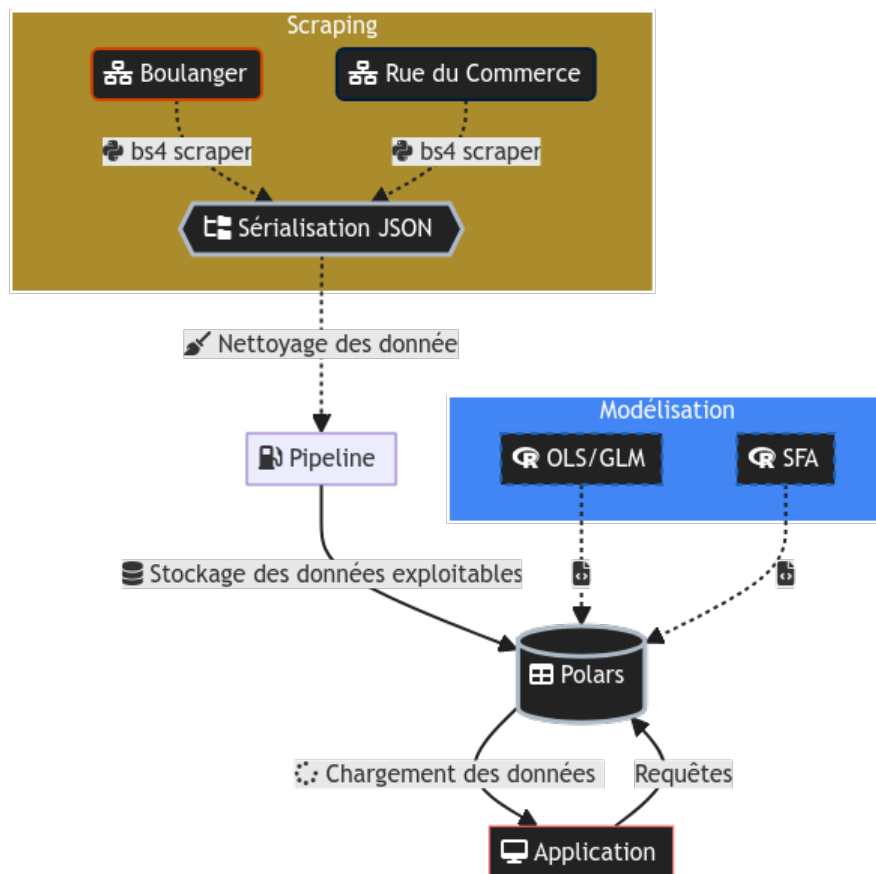 Scraping
Boulanger
Rue du Commerce
bs4 scraper
bs4 scraper
Sérialisation JSON
Nettoyage des donnée
Modélisation
Pipeline
OLS/GLM
SFA
Stockage des données exploitables
Polars
Chargement des données
Requêtes
Application